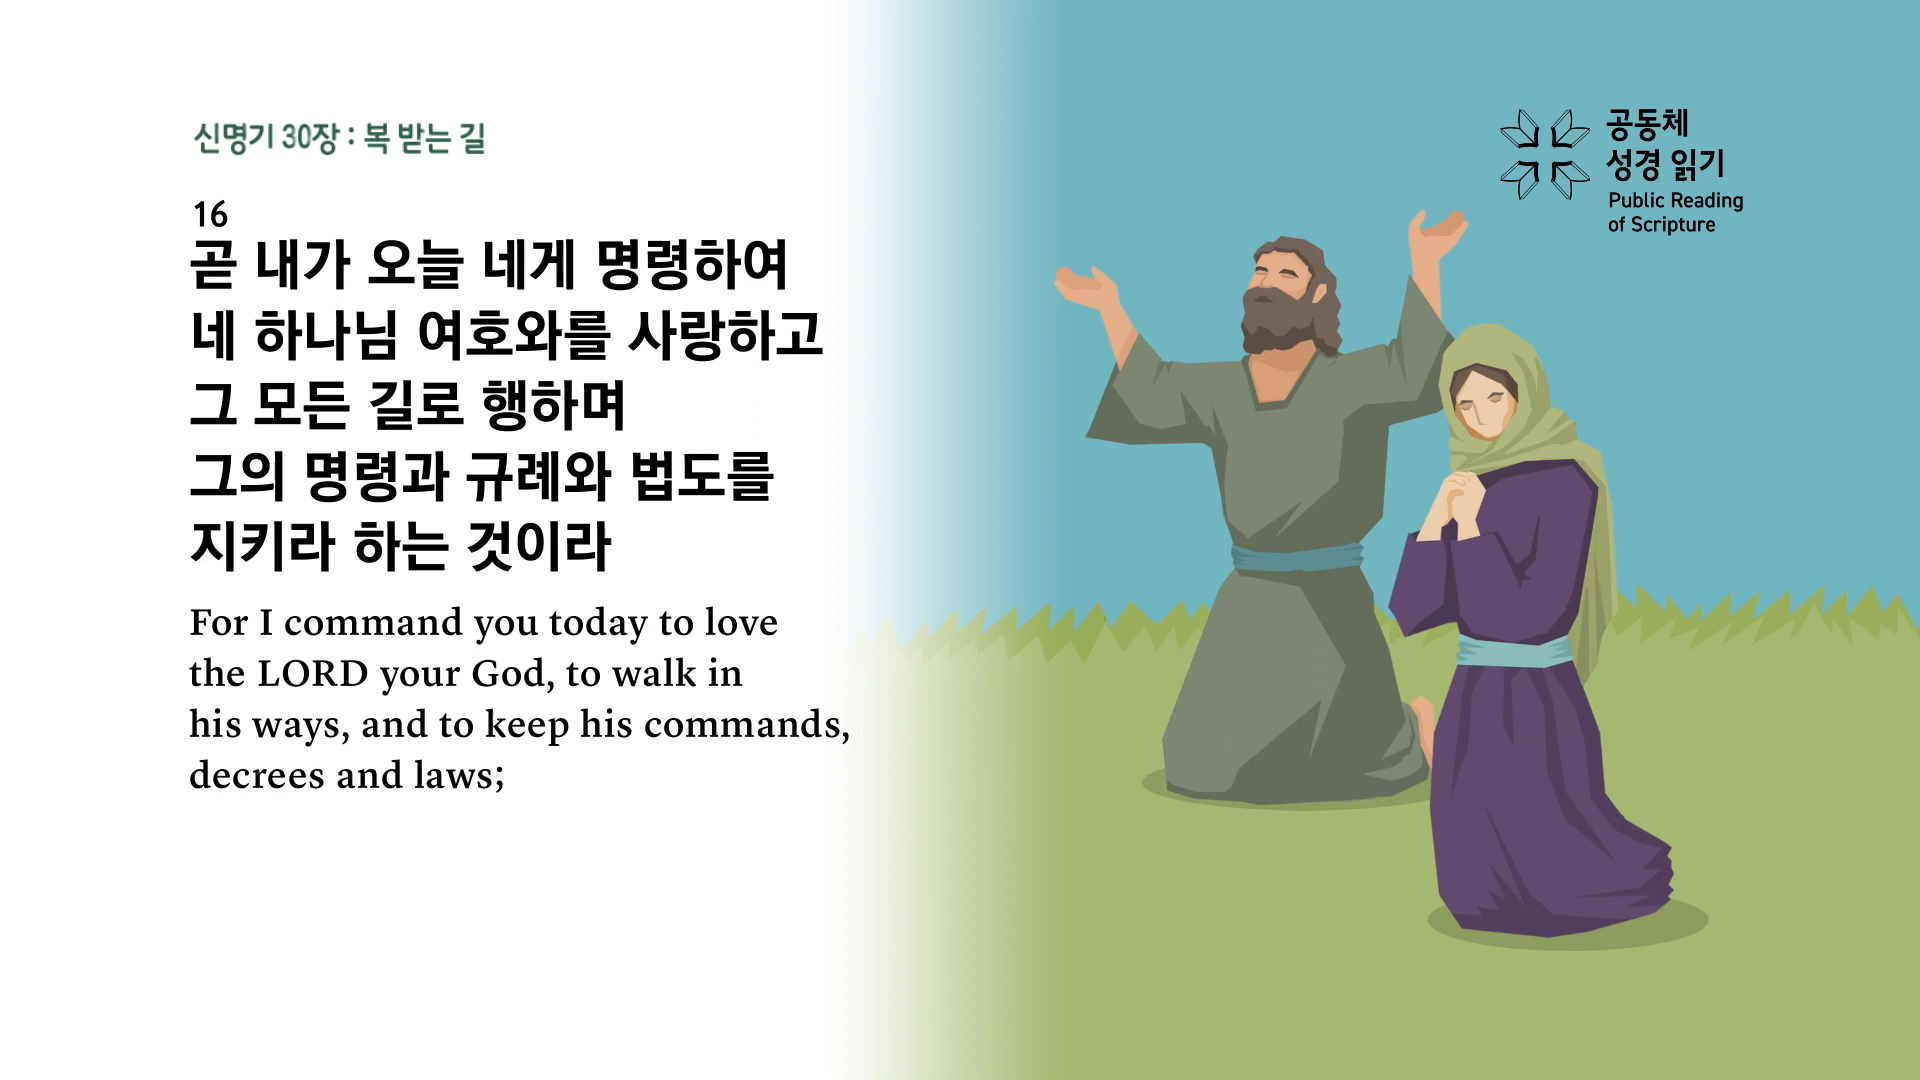 신명기 30장 : 복 받는 길
16
곧 내가 오늘 네게 명령하여
네 하나님 여호와를 사랑하고
그 모든 길로 행하며
그의 명령과 규례와 법도를
지키라 하는 것이라
For I command you today to love
the LORD your God, to walk in
his ways, and to keep his commands,
decrees and laws;
공동체
성경 읽기
Public Reading
of Scripture